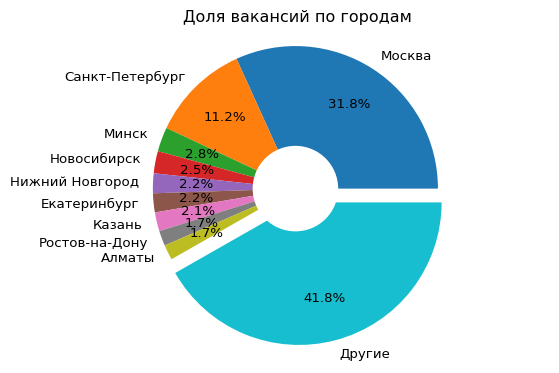 Доля вакансий по городам
Москва
31.8%
Санкт-Петербург
11.2%
Минск
2.8%
Новосибирск
2.5%
Нижний Новгород
2.2%
Екатеринбург
2.2%
Казань
2.1%
Ростов-на-Дону
1.7%
Алматы
1.7%
Другие
41.8%